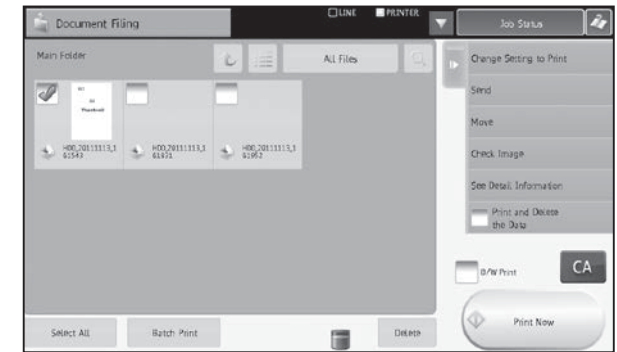 Document Filing
LINE
PRINTER
Job Status
Main Folder
All Files
Change Setting to Print
Send
Move
Check Image
See Detail Information
Print and Delete
the Data
Thumbnail
B/W Print
CA
Select All
Batch Print
Delete
Print Now